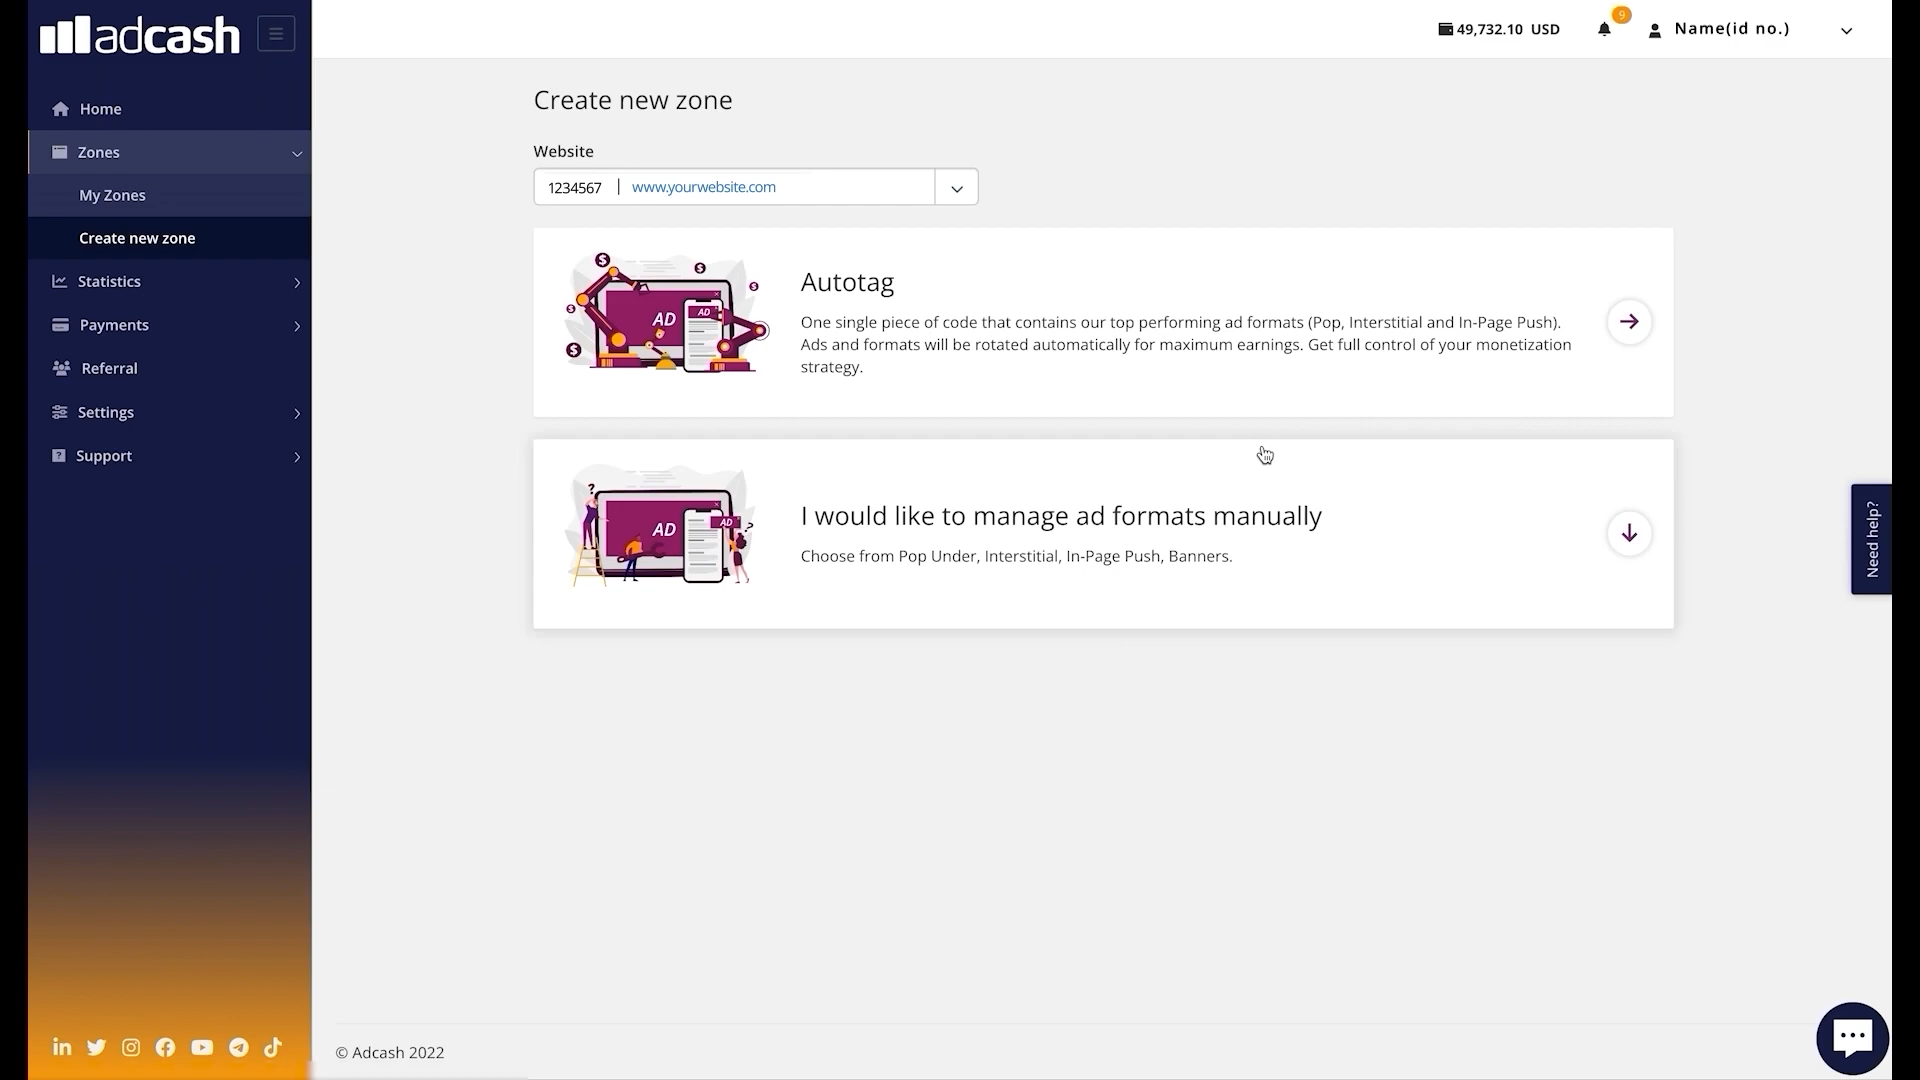 adcash
49,732.10 USD
9
Name(id no.)
Home
Zones
My Zones
Create new zone
Statistics
Payments
Referral
Settings
Support
Create new zone
Website
1234567 | www.yourwebsite.com
AD
AD
Autotag
One single piece of code that contains our top performing ad formats (Pop, Interstitial and In-Page Push).
Ads and formats will be rotated automatically for maximum earnings. Get full control of your monetization
strategy.
AD
AD
I would like to manage ad formats manually
Choose from Pop Under, Interstitial, In-Page Push, Banners.
Need help?
© Adcash 2022